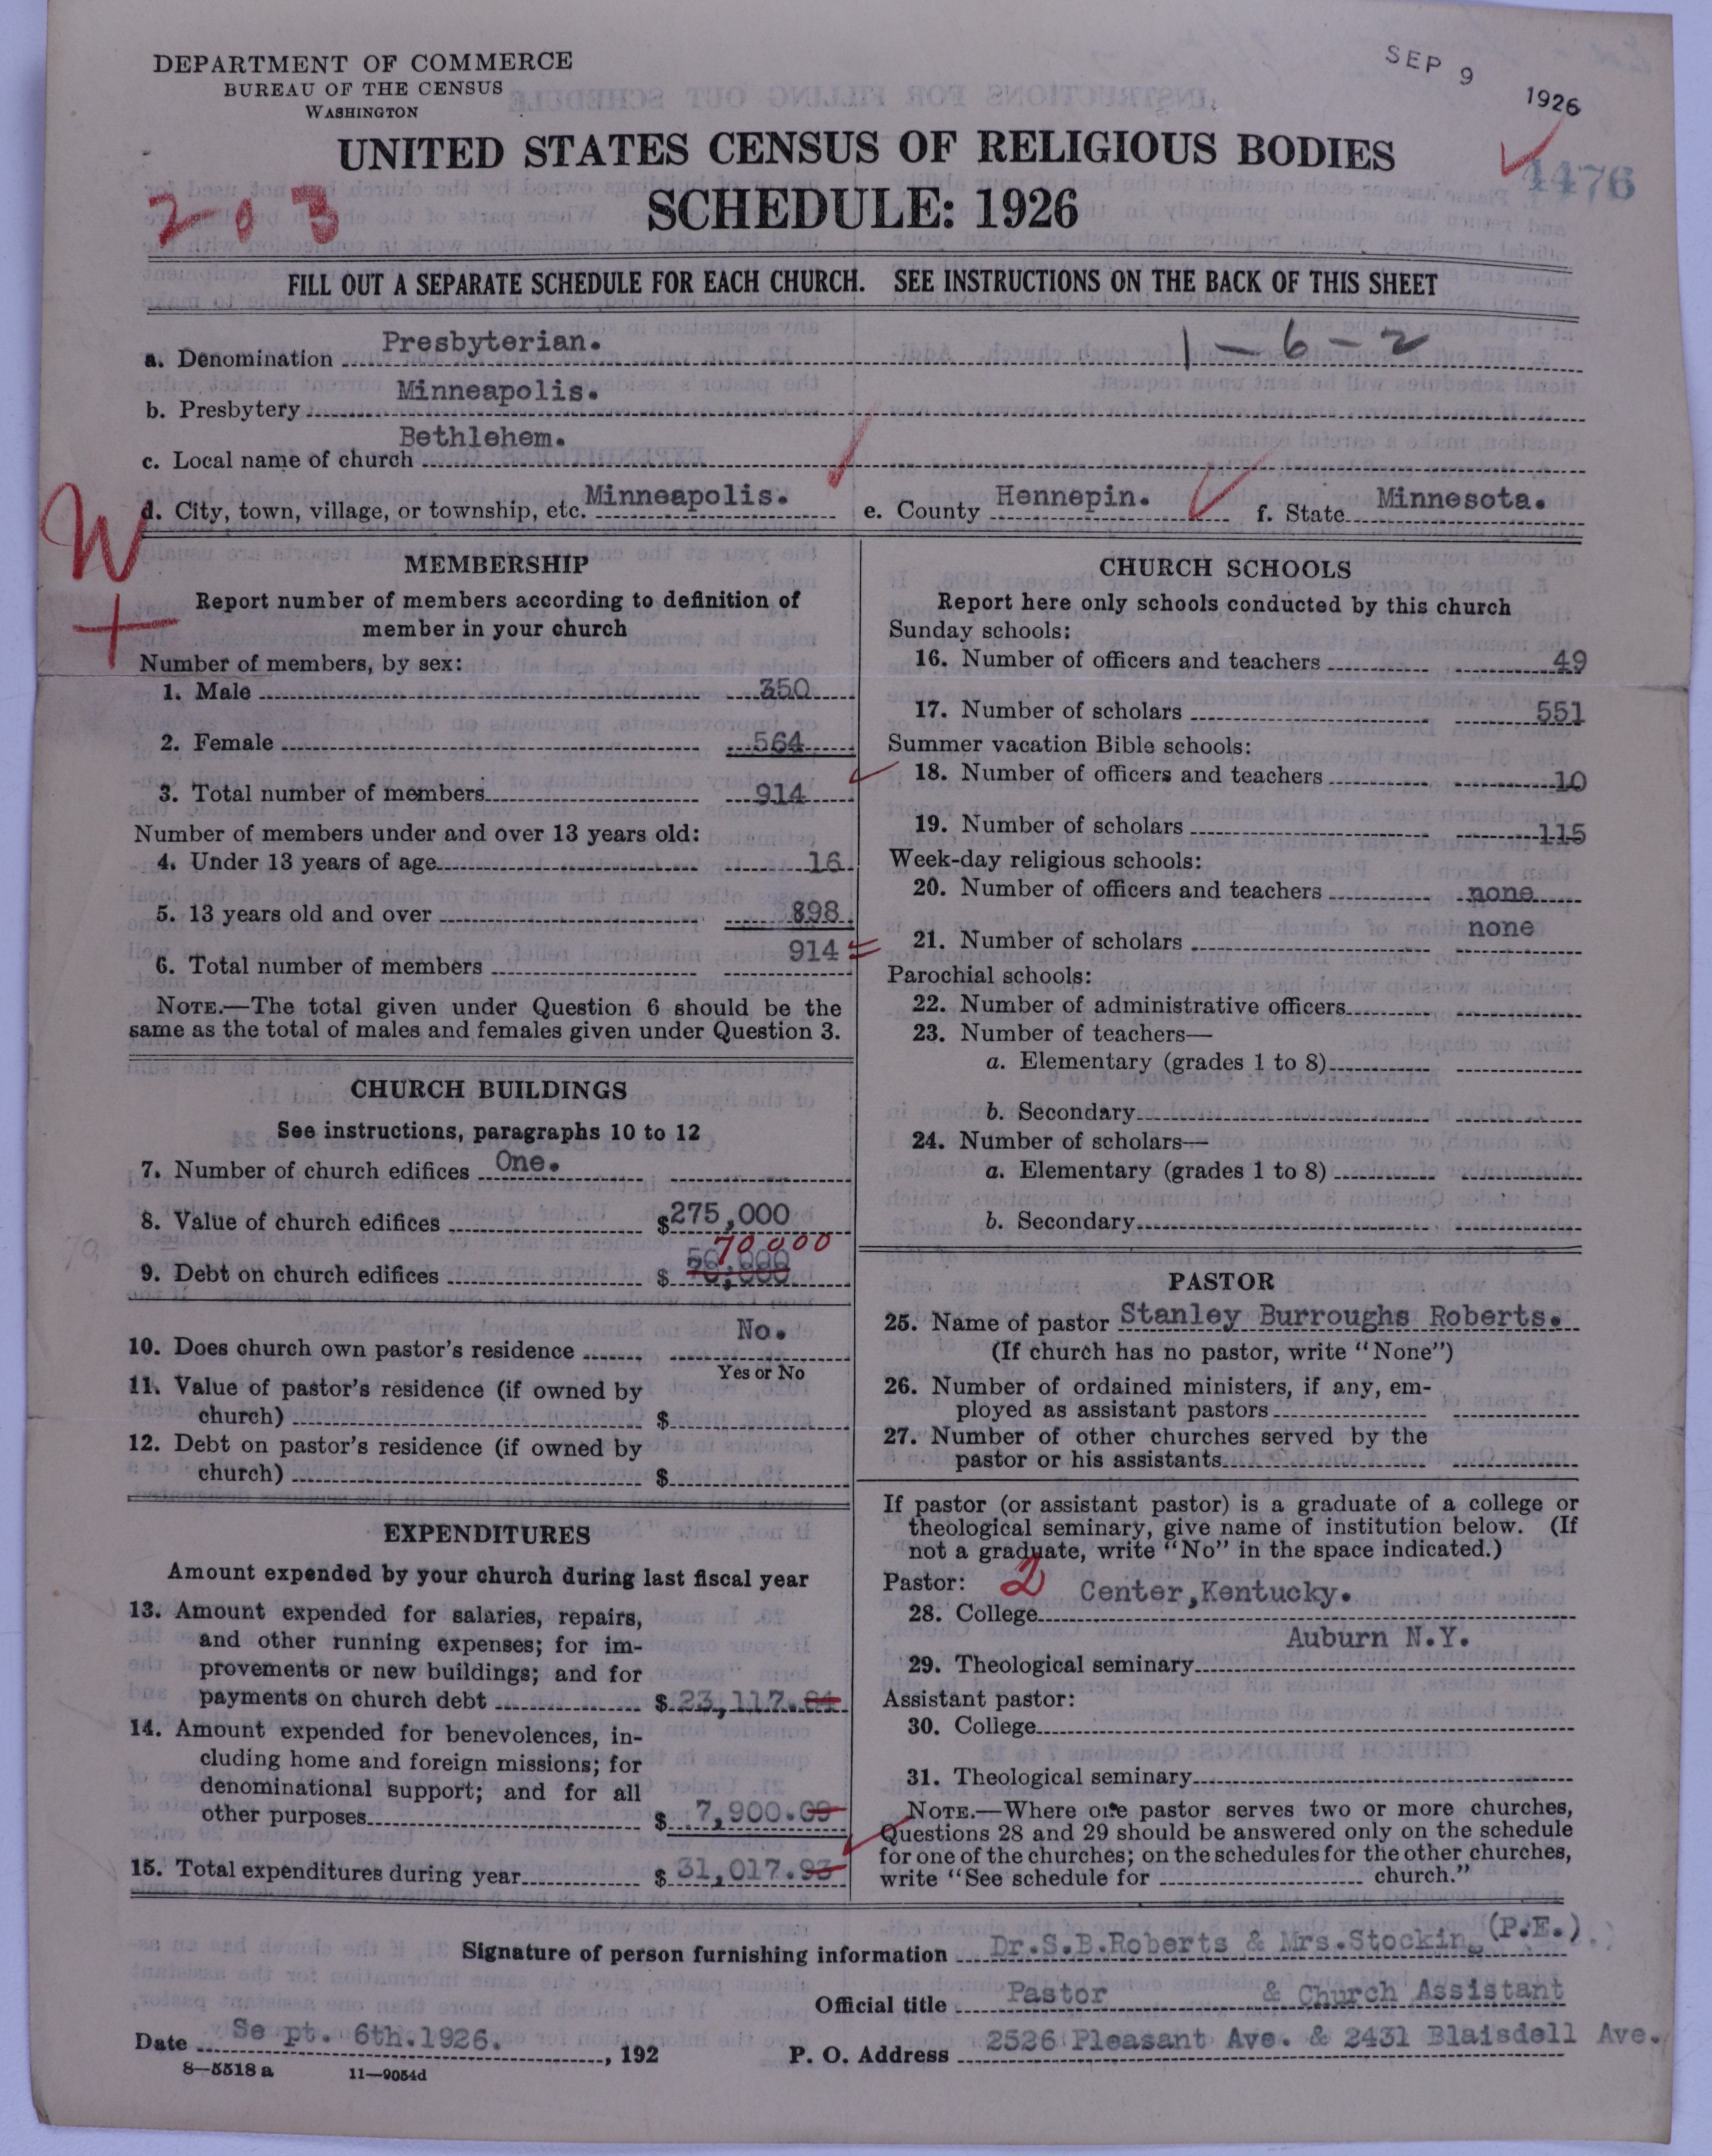 DEPARTMENT OF COMMERCE
BUREAU OF THE CENSUS
WASHINGTON
SEP 9 1926
UNITED STATES CENSUS OF RELIGIOUS BODIES
4476
203
SCHEDULE: 1926
FILL OUT A SEPARATE SCHEDULE FOR EACH CHURCH. SEE INSTRUCTIONS ON THE BACK OF THIS SHEET
a. Denomination Presbyterian. 1-6-2
b. Presbytery Minneapolis.
c. Local name of church Bethlehem.
d. City, town, village, or township, etc. Minneapolis. e. County Hennepin. f. State Minnesota.
W
+
MEMBERSHIP
Report number of members according to definition of
member in your church
Number of members, by sex:
1. Male 350
2. Female 564
3. Total number of members 914
Number of members under and over 13 years old:
4. Under 13 years of age 16
5. 13 years old and over 898
6. Total number of members 914
NOTE.—The total given under Question 6 should be the
same as the total of males and females given under Question 3.
CHURCH BUILDINGS
See instructions, paragraphs 10 to 12
7. Number of church edifices One.
8. Value of church edifices $275,000
70000
9. Debt on church edifices $
10. Does church own pastor's residence No.
Yes or No
11. Value of pastor's residence (if owned by
church) $
12. Debt on pastor's residence (if owned by
church) $
EXPENDITURES
Amount expended by your church during last fiscal year
13. Amount expended for salaries, repairs,
and other running expenses; for im-
provements or new buildings; and for
payments on church debt $ 23,117.84
14. Amount expended for benevolences, in-
cluding home and foreign missions; for
denominational support; and for all
other purposes $ 7,900.09
15. Total expenditures during year $ 31,017.93
CHURCH SCHOOLS
Report here only schools conducted by this church
Sunday schools:
16. Number of officers and teachers 49
17. Number of scholars 551
Summer vacation Bible schools:
18. Number of officers and teachers 10
19. Number of scholars 115
Week-day religious schools:
20. Number of officers and teachers none
21. Number of scholars none
Parochial schools:
22. Number of administrative officers
23. Number of teachers—
a. Elementary (grades 1 to 8)
b. Secondary
24. Number of scholars—
a. Elementary (grades 1 to 8)
b. Secondary
PASTOR
25. Name of pastor Stanley Burroughs Roberts.
(If church has no pastor, write "None")
26. Number of ordained ministers, if any, em-
ployed as assistant pastors
27. Number of other churches served by the
pastor or his assistants
If pastor (or assistant pastor) is a graduate of a college or
theological seminary, give name of institution below. (If
not a graduate, write "No" in the space indicated.)
Pastor: 2
28. College Center,Kentucky.
29. Theological seminary Auburn N.Y.
Assistant pastor:
30. College
31. Theological seminary
NOTE.—Where one pastor serves two or more churches,
Questions 28 and 29 should be answered only on the schedule
for one of the churches; on the schedules for the other churches,
write "See schedule for church."
Signature of person furnishing information Dr.S.B.Roberts & Mrs.Stocking (P.E.)
Official title Pastor & Church Assistant
Date Sept. 6th.1926. , 192 P. O. Address 2526 Pleasant Ave. & 2431 Blaisdell Ave.
8—5518 a 11—9054d